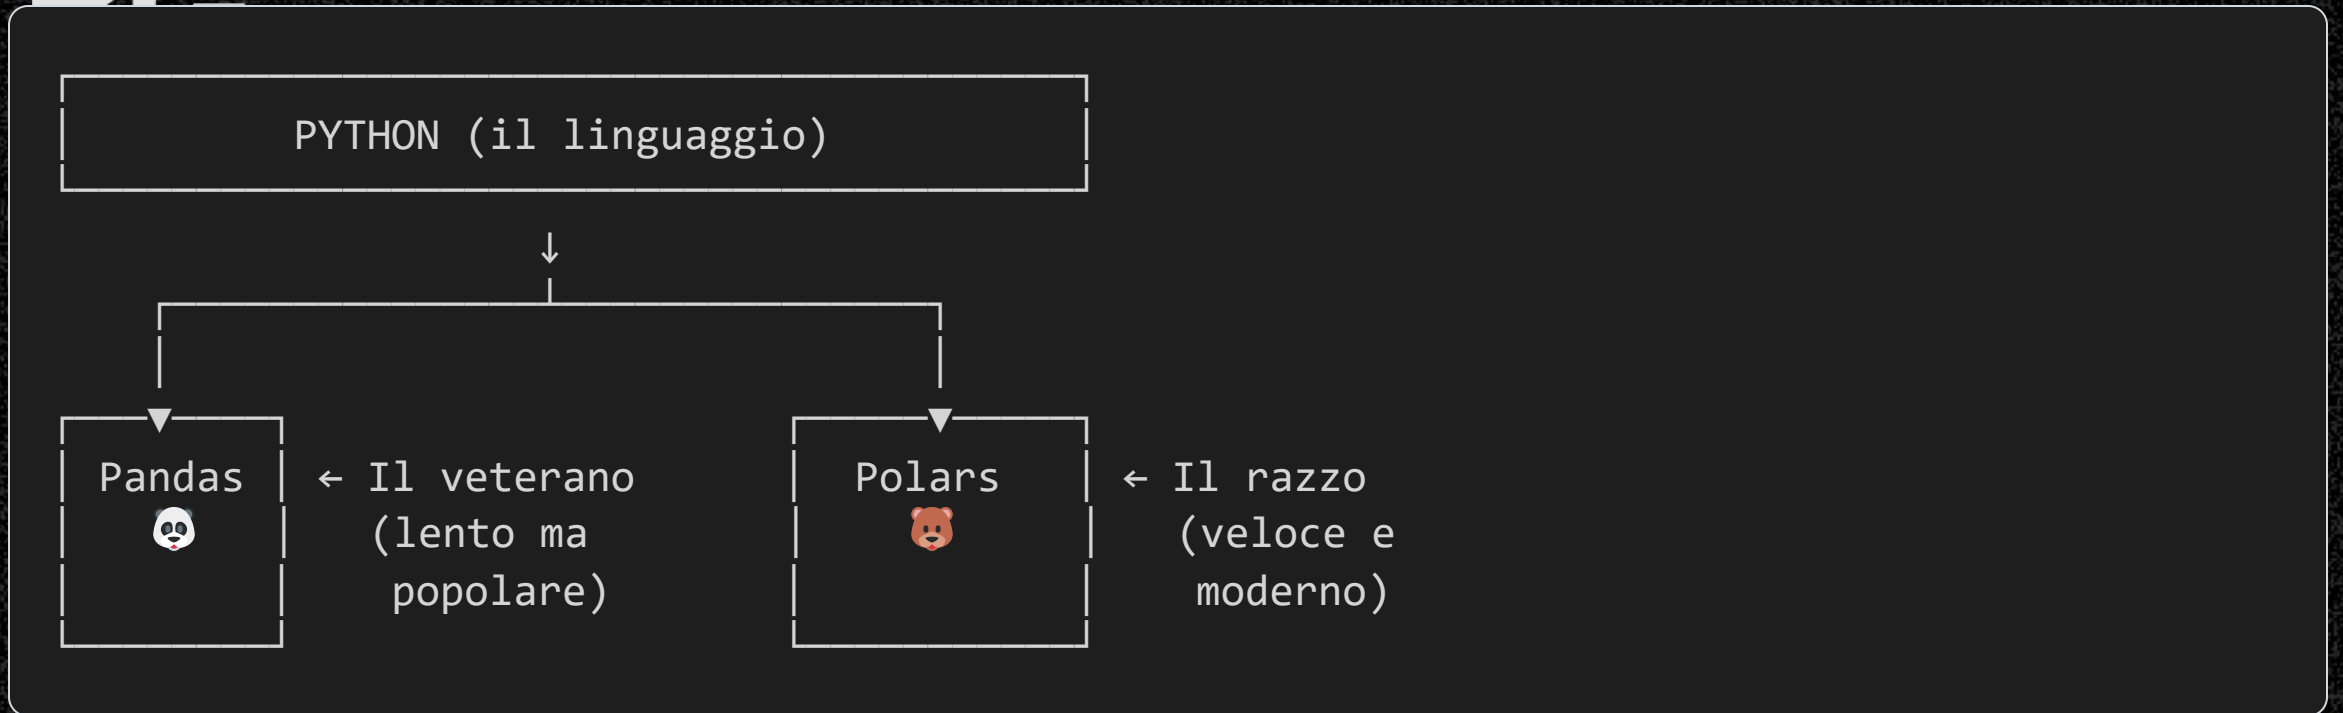 PYTHON (il linguaggio)
↓
Pandas ← Il veterano Polars ← Il razzo
(lento ma (veloce e
popolare) moderno)